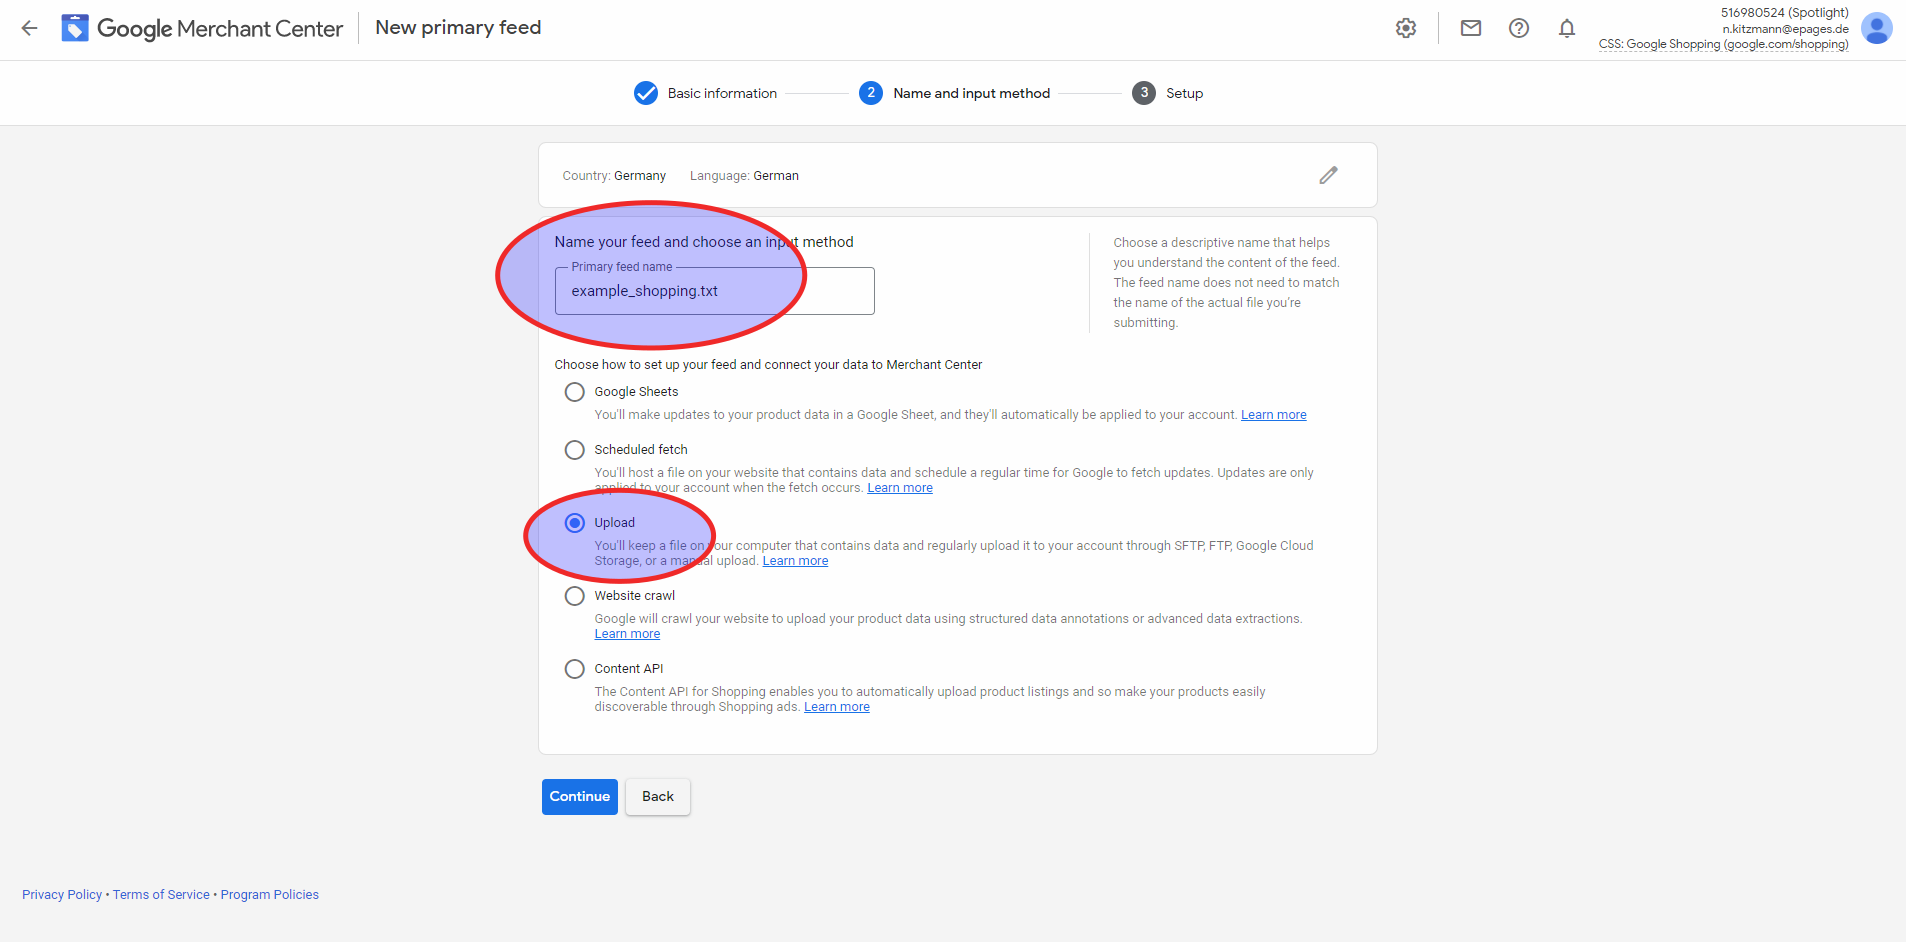 Google Merchant Center
New primary feed
516980524 (Spotlight)
n.kitzmann@epages.de
CSS: Google Shopping (google.com/shopping)
Basic information
2 Name and input method
3 Setup
Country: Germany Language: German
Name your feed and choose an input method
Primary feed name
example_shopping.txt
Choose a descriptive name that helps
you understand the content of the feed.
The feed name does not need to match
the name of the actual file you're
submitting.
Choose how to set up your feed and connect your data to Merchant Center
Google Sheets
You'll make updates to your product data in a Google Sheet, and they'll automatically be applied to your account. Learn more
Scheduled fetch
You'll host a file on your website that contains data and schedule a regular time for Google to fetch updates. Updates are only
applied to your account when the fetch occurs. Learn more
Upload
You'll keep a file on your computer that contains data and regularly upload it to your account through SFTP, FTP, Google Cloud
Storage, or a manual upload. Learn more
Website crawl
Google will crawl your website to upload your product data using structured data annotations or advanced data extractions.
Learn more
Content API
The Content API for Shopping enables you to automatically upload product listings and so make your products easily
discoverable through Shopping ads. Learn more
Continue
Back
Privacy Policy • Terms of Service • Program Policies